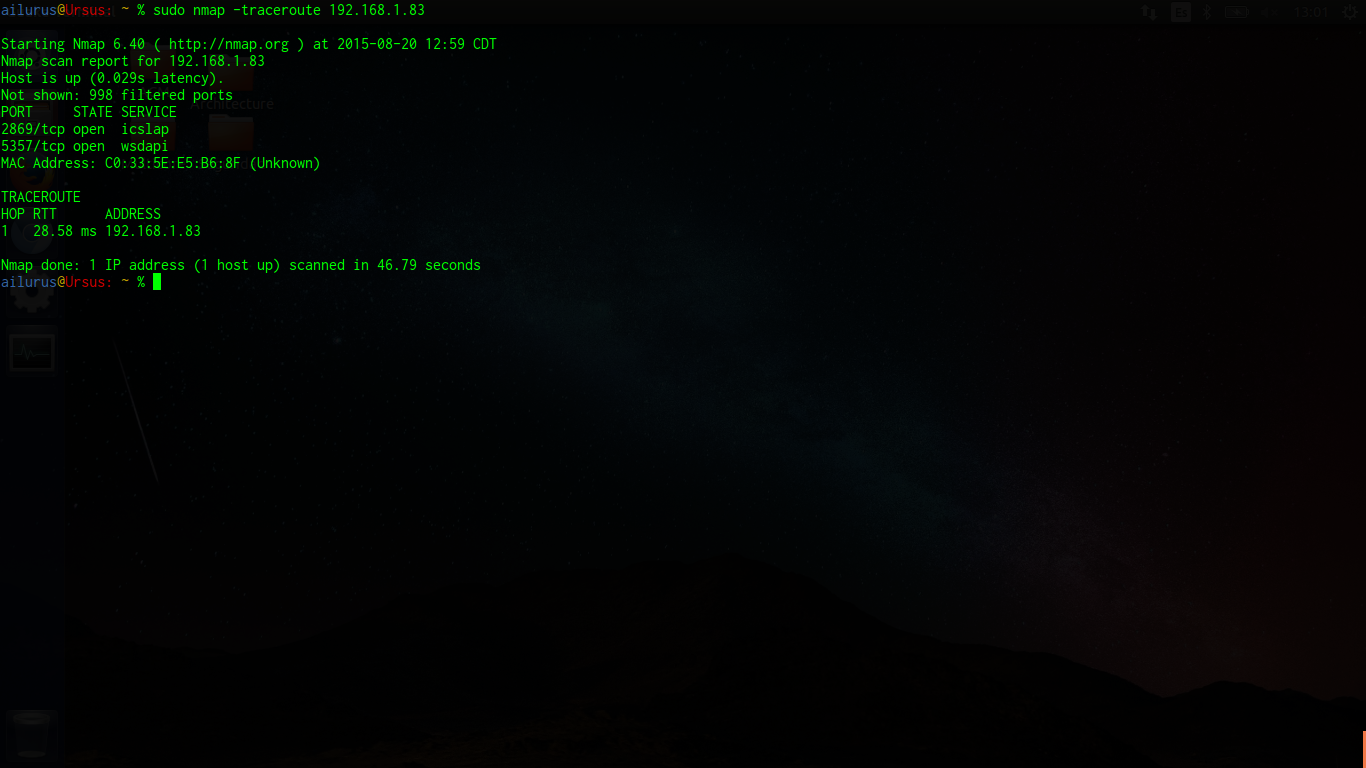 ailurus@Ursus: ~ % sudo nmap -traceroute 192.168.1.83
13:01
Starting Nmap 6.40 ( http://nmap.org ) at 2015-08-20 12:59 CDT
Nmap scan report for 192.168.1.83
Host is up (0.029s latency).
Not shown: 998 filtered ports
Architecture
PORT     STATE SERVICE
2869/tcp open  icslap
5357/tcp open  wsdapi
MAC Address: C0:33:5E:E5:B6:8F (Unknown)
TRACEROUTE
HOP RTT      ADDRESS
1   28.58 ms 192.168.1.83
Nmap done: 1 IP address (1 host up) scanned in 46.79 seconds
ailurus@Ursus: ~ %